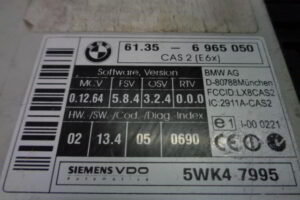 BMW
61.35 - 6 965 050
CAS 2 (E6x)
Software, Version
MCV FSV OSV RTV
0.12.64 5.8.4 3.2.4 0.0.0
HW. /SW. /Cod. /Diag. -Index
02 13.4 05 0690
BMW AG
D-80788München
FCCID:LX8CAS2
IC:2911A-CAS2
e1 I-00 0221
SIEMENS VDO
Automotive
5WK4 7995